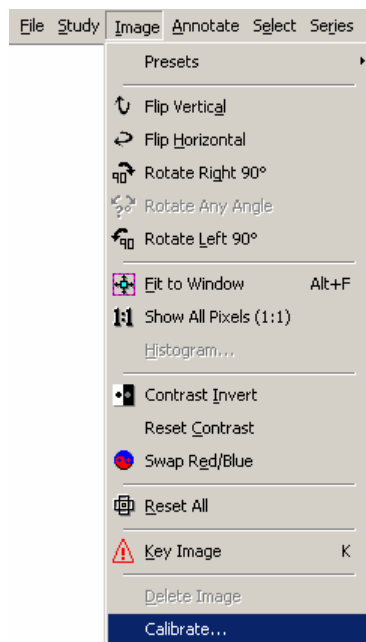 File Study Image Annotate Select Series
Presets
Flip Vertical
Flip Horizontal
Rotate Right 90°
Rotate Any Angle
Rotate Left 90°
Fit to Window Alt+F
1:1 Show All Pixels (1:1)
Histogram...
Contrast Invert
Reset Contrast
Swap Red/Blue
Reset All
Key Image K
Delete Image
Calibrate...